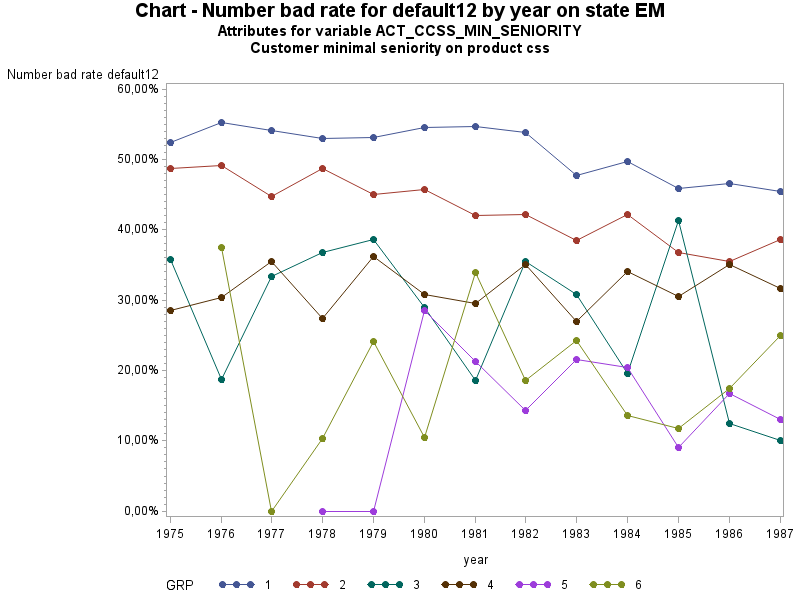 Chart - Number bad rate for default12 by year on state EM
Attributes for variable ACT_CCSS_MIN_SENIORITY
Customer minimal seniority on product css
Number bad rate default12
60,00%
50,00%
40,00%
30,00%
20,00%
10,00%
0,00%
1975 1976 1977 1978 1979 1980 1981 1982 1983 1984 1985 1986 1987
year
GRP 1 2 3 4 5 6